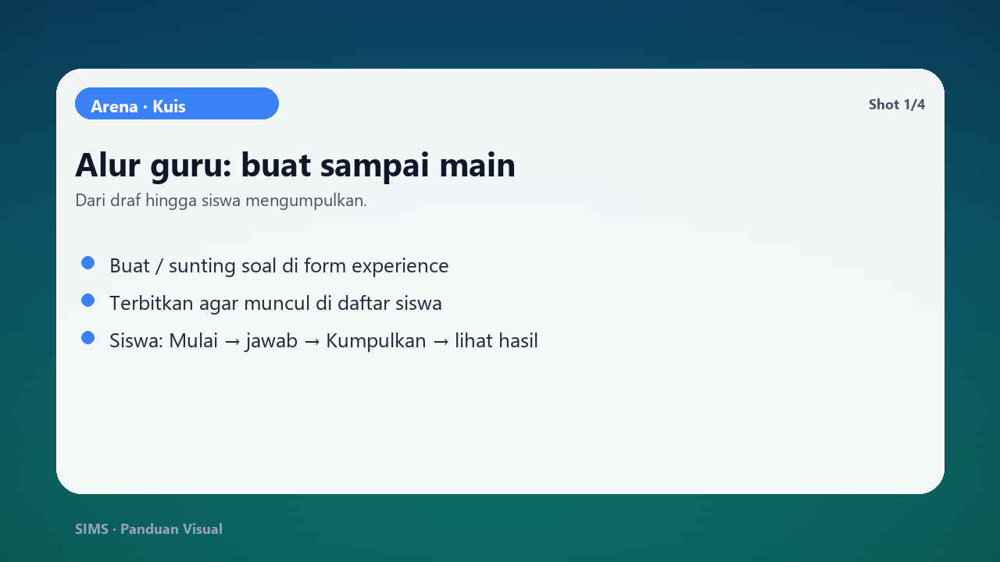 Arena · Kuis
Shot 1/4
Alur guru: buat sampai main
Dari draf hingga siswa mengumpulkan.
Buat / sunting soal di form experience
Terbitkan agar muncul di daftar siswa
Siswa: Mulai → jawab → Kumpulkan → lihat hasil
SIMS · Panduan Visual